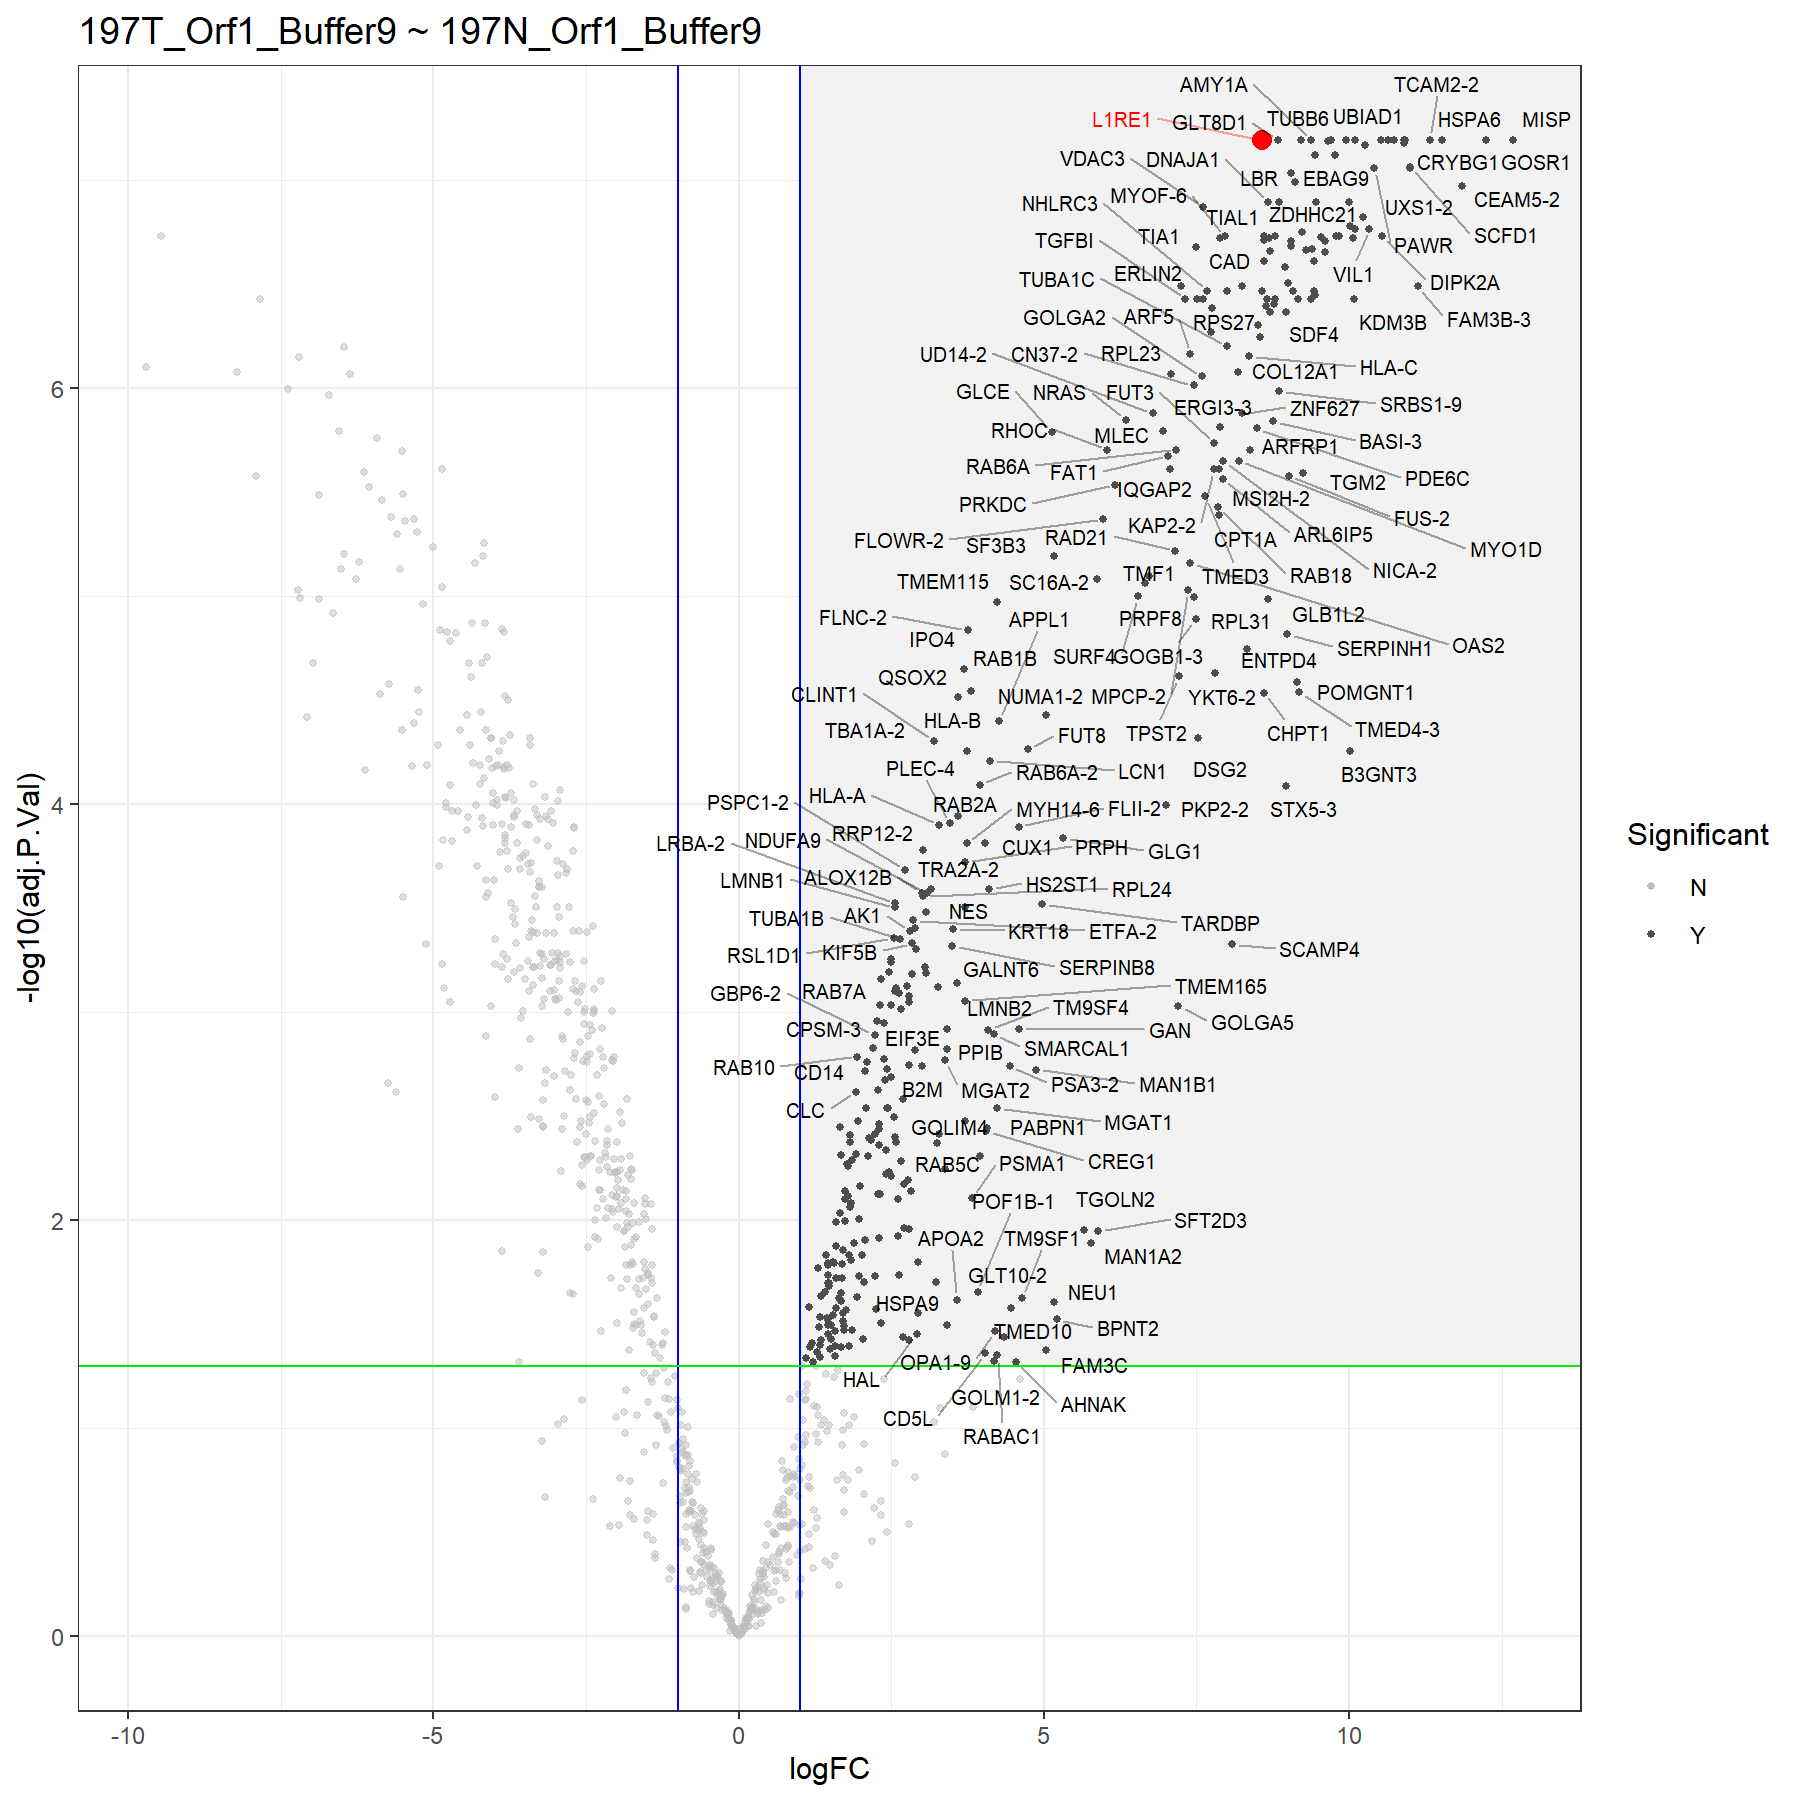 197T_Orf1_Buffer9 ~ 197N_Orf1_Buffer9
AMY1A
TCAM2-2
L1RE1
GLT8D1
TUBB6
UBIAD1
HSPA6
MISP
VDAC3
DNAJA1
CRYBG1
GOSR1
LBR
EBAG9
NHLRC3
MYOF-6
TIAL1
ZDHHC21
UXS1-2
CEAM5-2
TGFBI
TIA1
PAWR
SCFD1
TUBA1C
ERLIN2
CAD
VIL1
DIPK2A
GOLGA2
ARF5
RPS27
SDF4
KDM3B
FAM3B-3
UD14-2
CN37-2
RPL23
COL12A1
HLA-C
GLCE
NRAS
FUT3
ERGI3-3
ZNF627
SRBS1-9
RHOC
MLEC
ARFRP1
BASI-3
RAB6A
FAT1
IQGAP2
TGM2
PDE6C
PRKDC
MSI2H-2
FUS-2
FLOWR-2
SF3B3
RAD21
KAP2-2
CPT1A
ARL6IP5
MYO1D
TMEM115
SC16A-2
TMF1
TMED3
RAB18
NICA-2
FLNC-2
IPO4
APPL1
PRPF8
RPL31
GLB1L2
QSOX2
RAB1B
SURF4
GOGB1-3
ENTPD4
SERPINH1
OAS2
CLINT1
NUMA1-2
MPCP-2
YKT6-2
POMGNT1
TBA1A-2
HLA-B
FUT8
TPST2
CHPT1
TMED4-3
PLEC-4
RAB6A-2
LCN1
DSG2
B3GNT3
PSPC1-2
HLA-A
RAB2A
MYH14-6
FLII-2
PKP2-2
STX5-3
LRBA-2
NDUFA9
RRP12-2
CUX1
PRPH
GLG1
LMNB1
ALOX12B
TRA2A-2
HS2ST1
RPL24
TUBA1B
AK1
NES
KRT18
ETFA-2
TARDBP
RSL1D1
KIF5B
GALNT6
SERPINB8
SCAMP4
GBP6-2
RAB7A
LMNB2
TM9SF4
TMEM165
CPSM-3
EIF3E
PPIB
SMARCAL1
GAN
GOLGA5
RAB10
CD14
B2M
MGAT2
PSA3-2
MAN1B1
CLC
GOLIM4
PABPN1
MGAT1
RAB5C
PSMA1
CREG1
POF1B-1
TGOLN2
APOA2
TM9SF1
SFT2D3
GLT10-2
MAN1A2
HSPA9
NEU1
TMED10
BPNT2
HAL
OPA1-9
FAM3C
CD5L
GOLM1-2
AHNAK
RABAC1
-log10(adj.P.Val)
6
4
2
0
-10
-5
0
5
10
logFC
Significant
N
Y